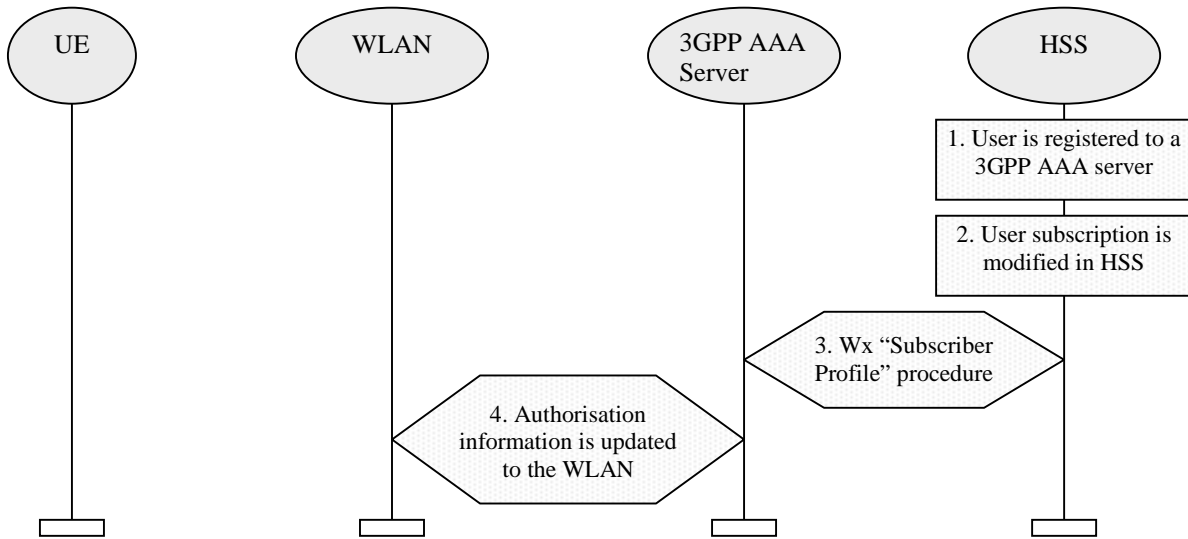 UE
WLAN
3GPP AAA
Server
HSS
1. User is registered to a
3GPP AAA server
2. User subscription is
modified in HSS
3. Wx “Subscriber
Profile” procedure
4. Authorisation
information is updated
to the WLAN